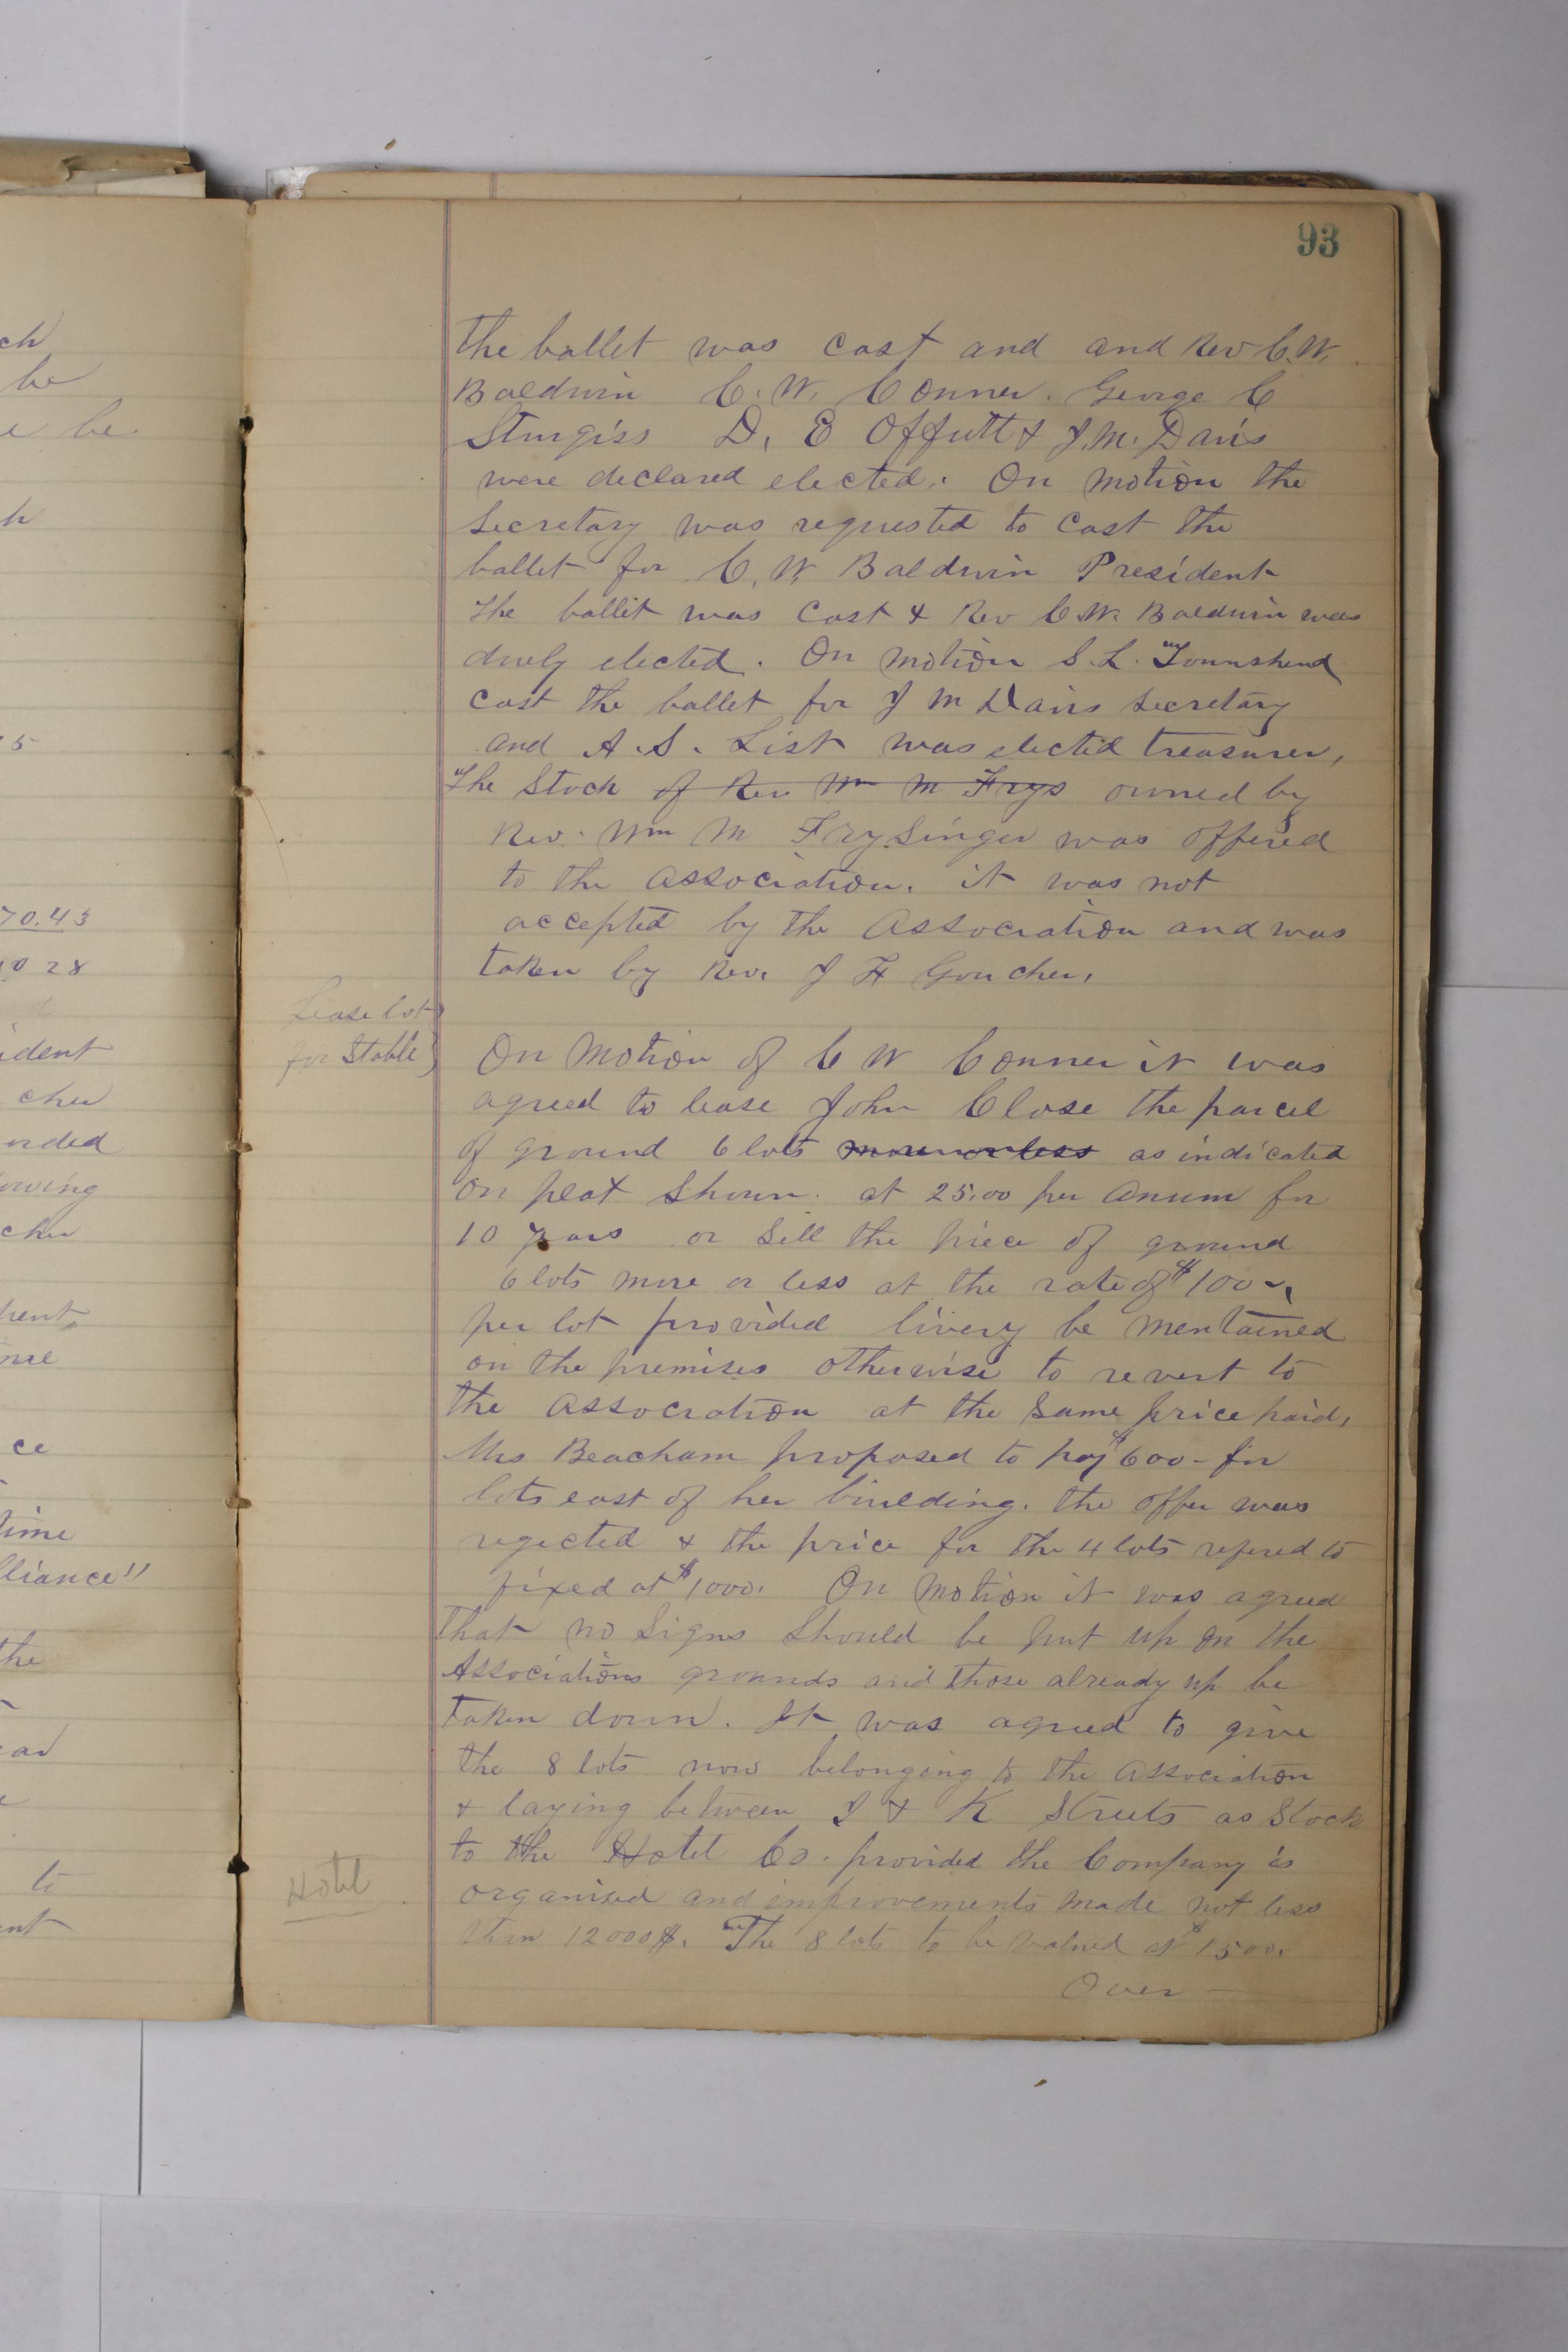 ch
be
e be
h
5
70.43
28
ident
cher
nded
owing
cher
ment,
ce
time
lliance"
the
ar
to
ent
93
The ballet was cast and and Rev C.W.
Baldwin C. W. Conner. George C
Sturgiss D. E Offutt & J.M. Davis
were declared elected. On motion the
Secretary was requested to Cast the
ballet for C. W. Baldwin President
The ballit was Cast & Rev C.W. Baldwin was
duely elected. On motion S. L. Townshend
cast the ballet for J M Davis Secretary
and A. S. List was elected treasurer,
The Stock of Rev Wm M Frys owned by
Rev. Wm M FrySinger was offered
to the Association. it was not
accepted by the Association and was
taken by Rev. J F Goucher,
Lease lot
for Stable
On Motion of C W Conner it was
agreed to lease John Close the parcel
of ground 6 lots more or less as indicated
on plat Shown. at 25.00 per Anum for
10 years or Sell the piece of ground
6 lots more or less at the rate of $100-
per lot provided livery be mentained
on the premises otherwise to revert to
the Association at the Same price paid,
Mrs Beacham proposed to pay $600- for
lots east of her building. the offer was
rejected & the price for the 4 lots refered to
fixed at $1000. On Motion it was agreed
that no Signs Should be put up on the
Associations grounds and those already up be
taken down. It was agreed to give
the 8 lots now belonging to the Association
& laying between I & K Streets as Stock
to the Hotel Co. provided the Company is
Hotel
organised and improvements made not less
than 12000$. The 8 lots to be valued at $1500.
Over —